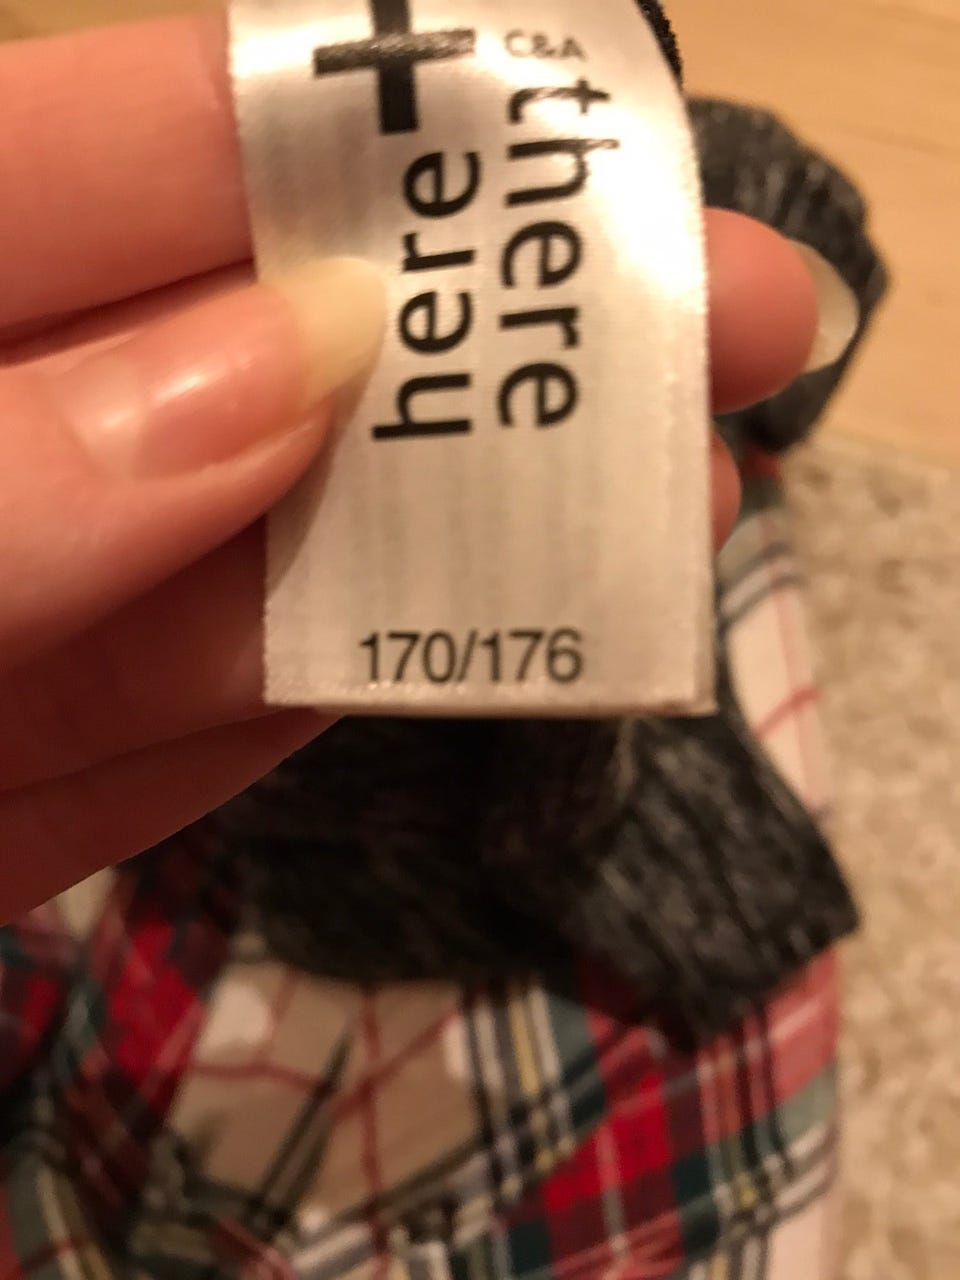 here
+
there
C&A
170/176